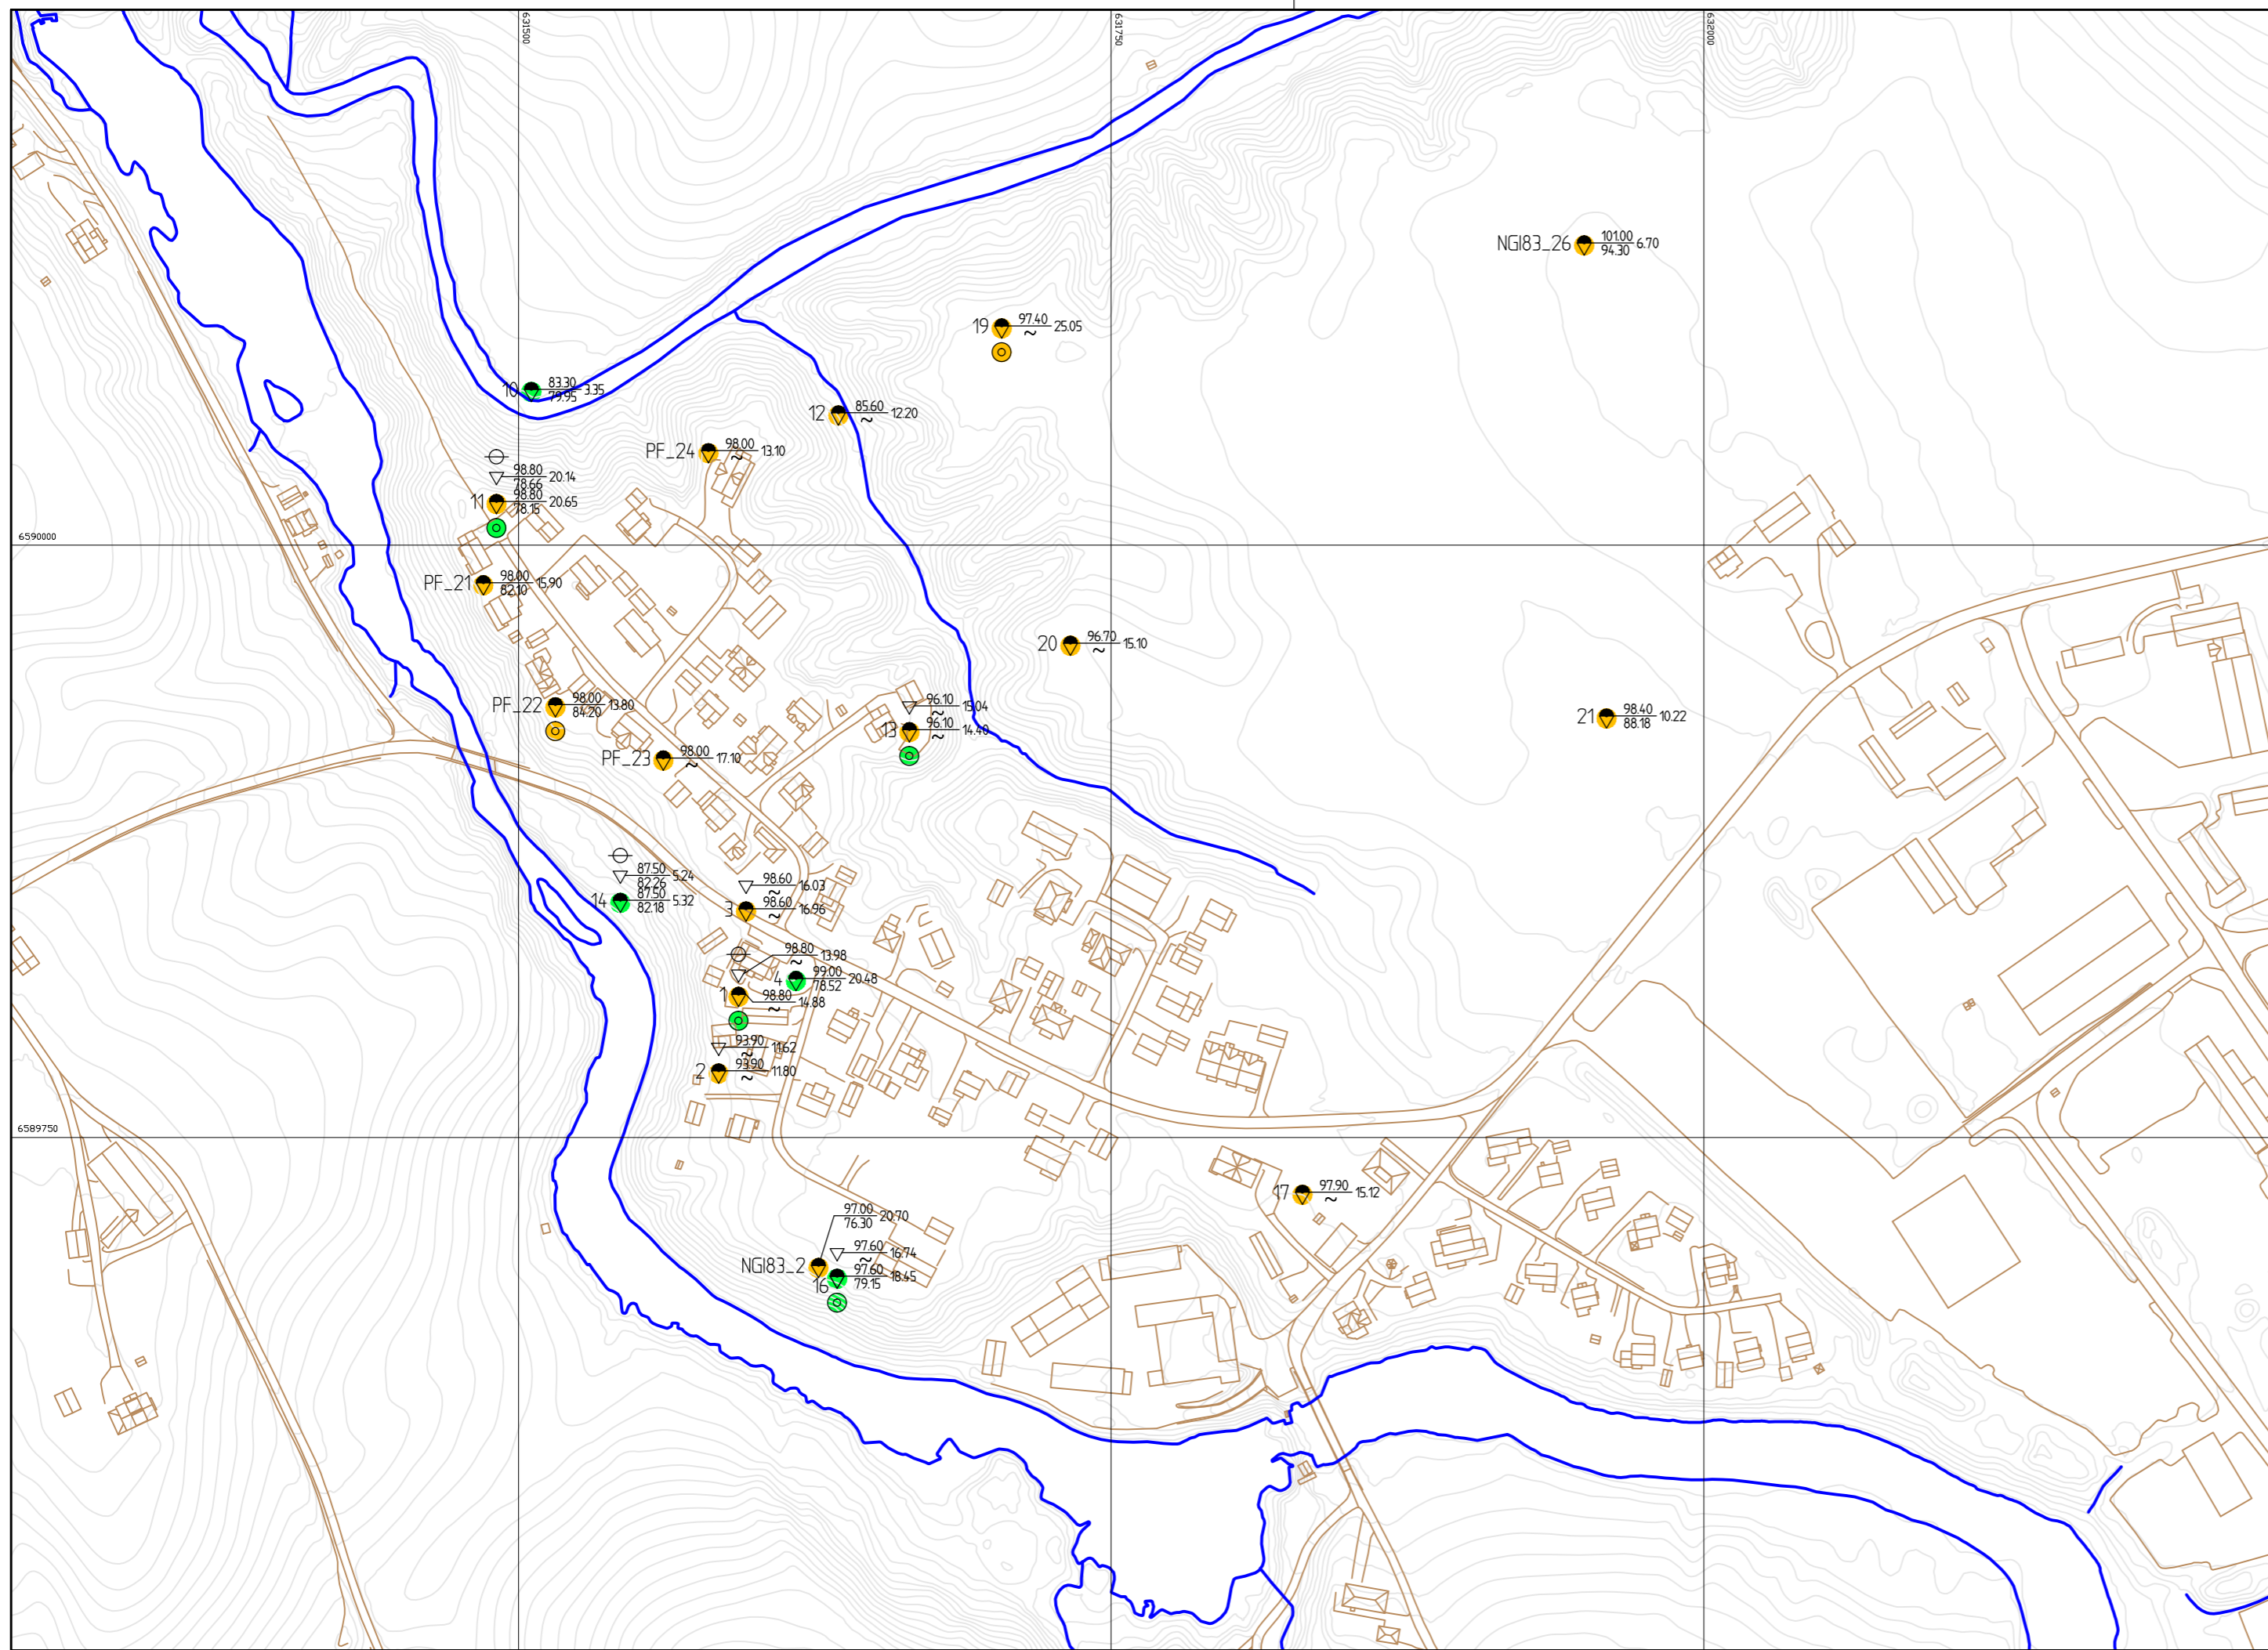 631500
631750
632000
NGI83_26 101.00 6.70
94.30
19 97.40 25.05
~
10 83.30 3.35
79.95
12 85.60 12.20
~
PF_24 98.00 13.10
~
98.80 20.14
78.66
11 98.80 20.65
78.15
6590000
PF_21 98.00 15.90
82.10
20 96.70 15.10
~
PF_22 98.00 13.80
84.20
96.10 15.04
~
13 96.10 14.40
~
21 98.40 10.22
88.18
PF_23 98.00 17.10
~
87.50 5.24
82.26
14 87.50 5.32
82.18
98.60 16.03
~
3 98.60 16.96
~
98.80 13.98
~
4 99.00 20.48
78.52
1 98.80 14.88
~
93.90 11.62
~
2 93.90 11.80
~
6589750
17 97.90 15.12
~
97.00 20.70
76.30
NGI83_2
97.60 16.74
~
16 97.60 18.45
79.15